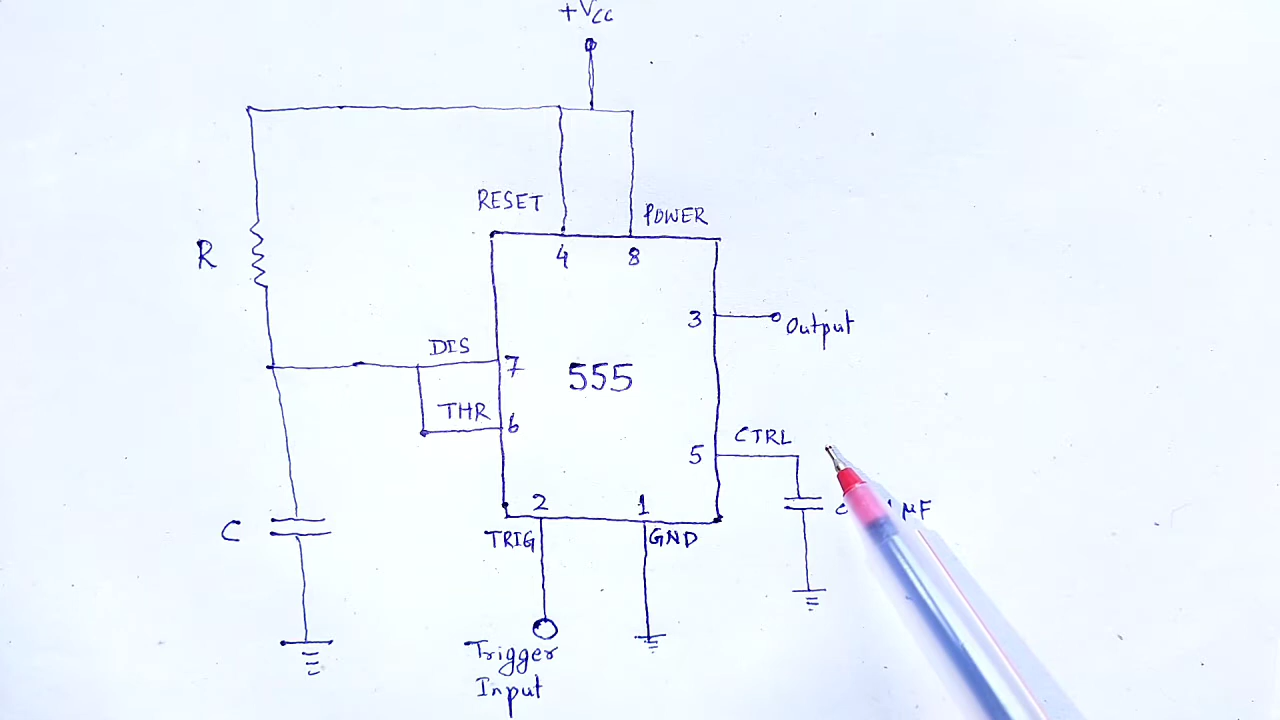 +Vcc
RESET
POWER
4
8
R
3
Output
DIS
7
555
THR
6
CTRL
5
2
1
C
TRIG
GND
μF
Trigger
Input